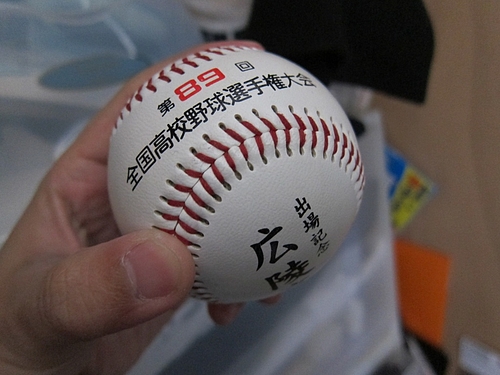 第89回
全国高校野球選手権大会
出場記念
広陵